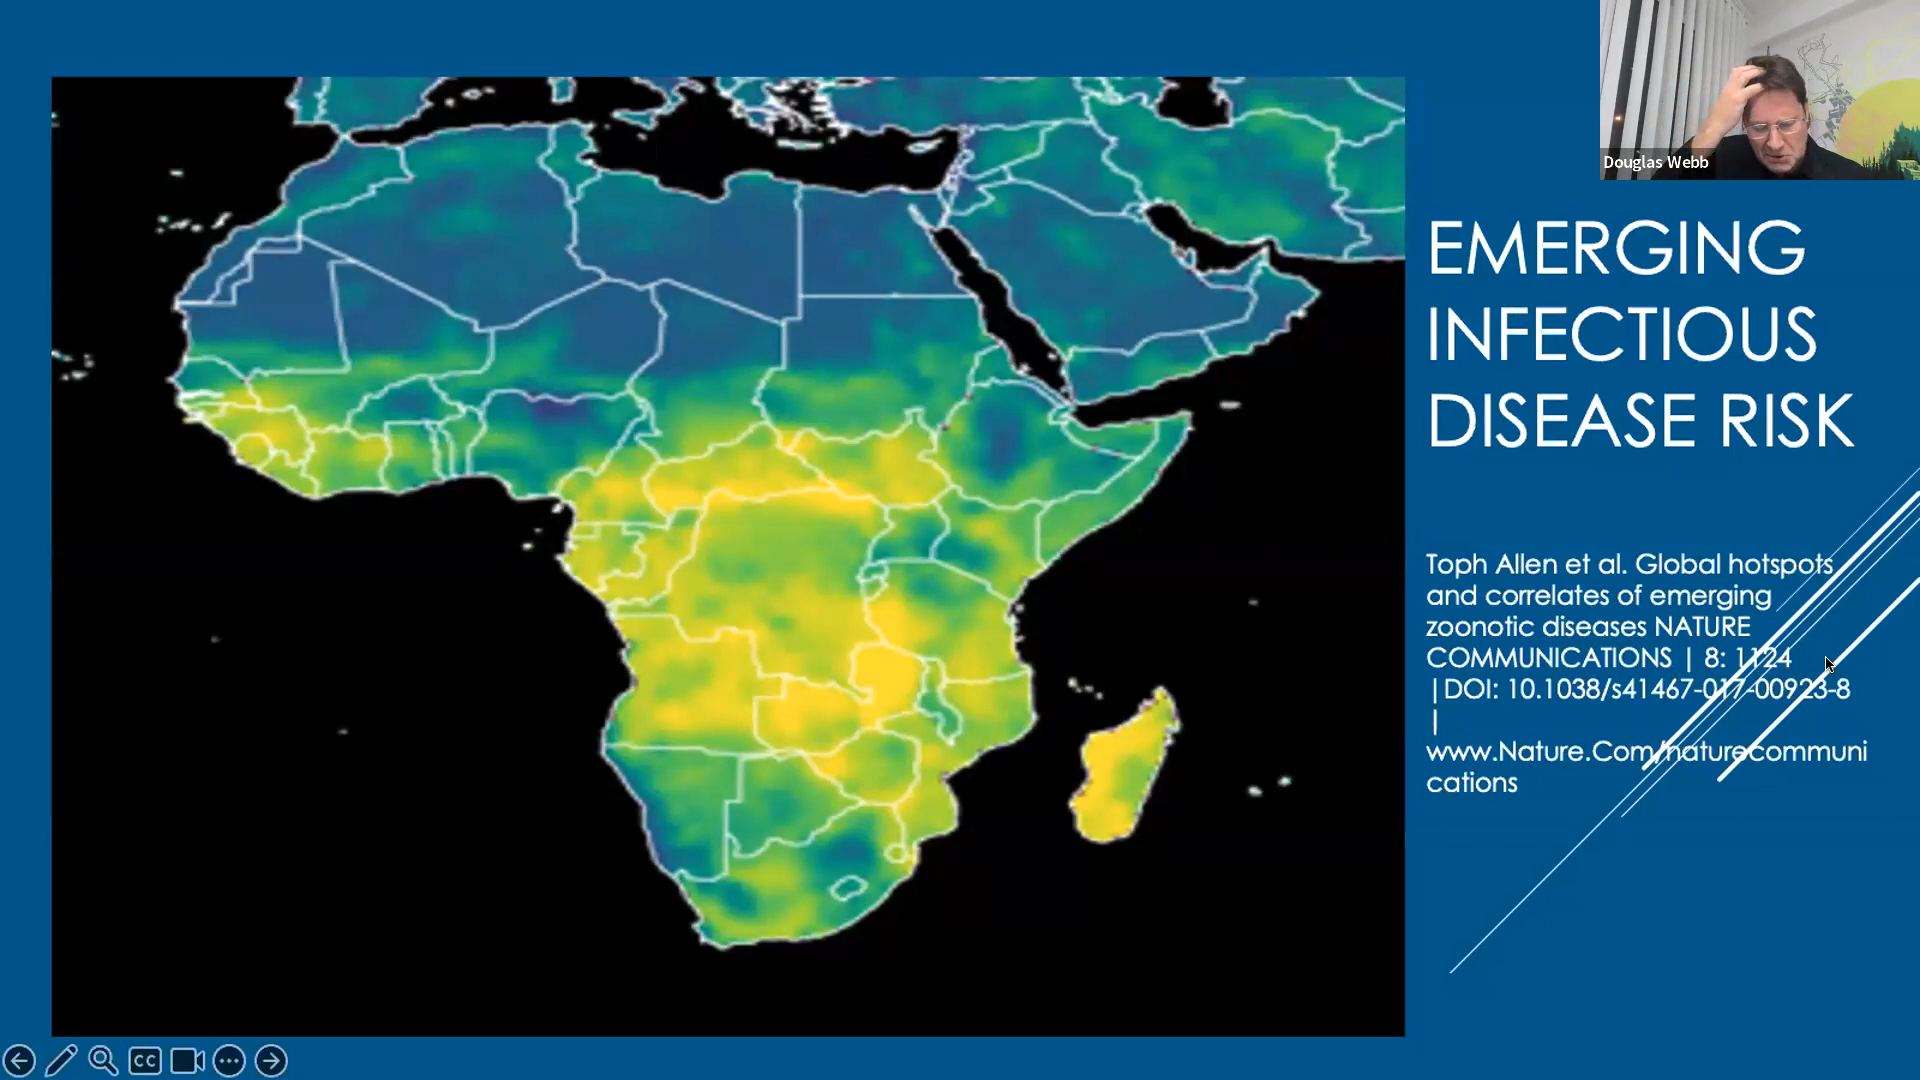 Douglas Webb
EMERGING
INFECTIOUS
DISEASE RISK
Toph Allen et al. Global hotspots
and correlates of emerging
zoonotic diseases NATURE
COMMUNICATIONS | 8: 1124
|DOI: 10.1038/s41467-017-00923-8
|
www.Nature.Com/naturecommuni
cations
CC